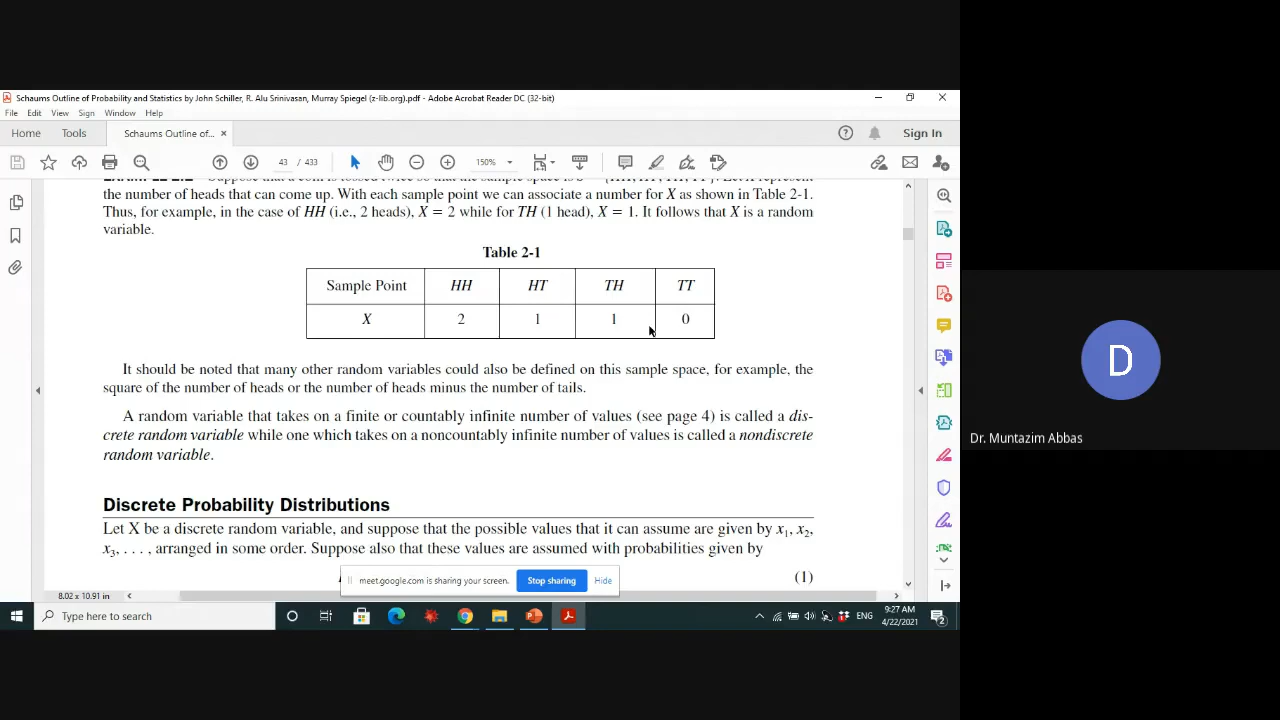 Schaums Outline of Probability and Statistics by John Schiller, R. Alu Srinivasan, Murray Spiegel (z-lib.org).pdf - Adobe Acrobat Reader DC (32-bit)
File Edit View Sign Window Help
Home Tools Schaums Outline of... × Sign In
43 / 433 150%
the number of heads that can come up. With each sample point we can associate a number for X as shown in Table 2-1.
Thus, for example, in the case of HH (i.e., 2 heads), X = 2 while for TH (1 head), X = 1. It follows that X is a random
variable.
Table 2-1
Sample Point HH HT TH TT
X 2 1 1 0
It should be noted that many other random variables could also be defined on this sample space, for example, the
square of the number of heads or the number of heads minus the number of tails.
A random variable that takes on a finite or countably infinite number of values (see page 4) is called a dis-
crete random variable while one which takes on a noncountably infinite number of values is called a nondiscrete
random variable.
Discrete Probability Distributions
Let X be a discrete random variable, and suppose that the possible values that it can assume are given by x₁, x₂,
x₃, . . . , arranged in some order. Suppose also that these values are assumed with probabilities given by
(1)
meet.google.com is sharing your screen. Stop sharing Hide
8.02 x 10.91 in
Type here to search
ENG
9:27 AM
4/22/2021
2
D
Dr. Muntazim Abbas